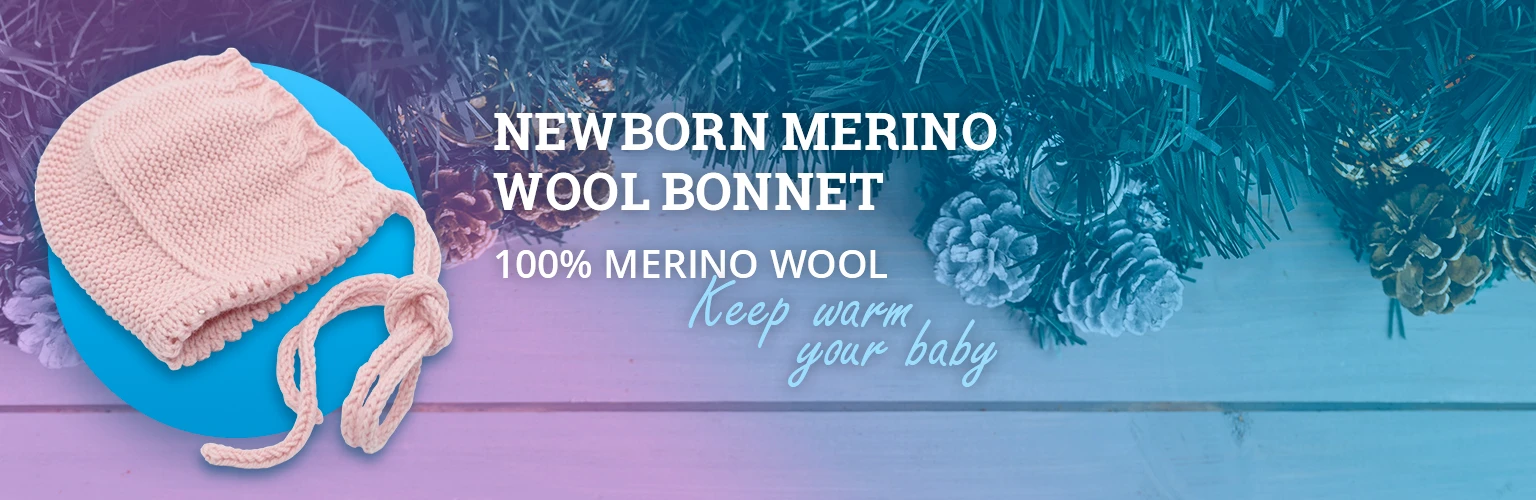 NEWBORN MERINO
WOOL BONNET
100% MERINO WOOL
Keep warm
your baby